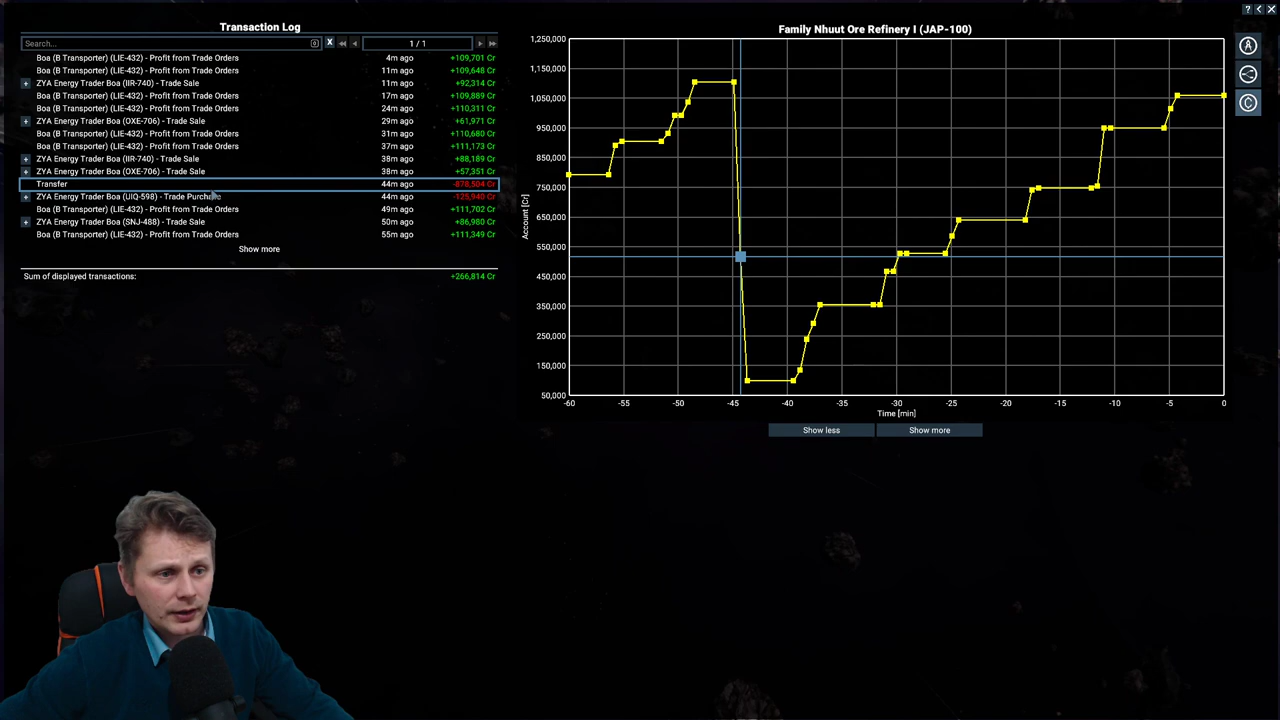 ? < X
Transaction Log
Search... X 1 / 1
Boa (B Transporter) (LIE-432) - Profit from Trade Orders 4m ago +109,701 Cr
Boa (B Transporter) (LIE-432) - Profit from Trade Orders 11m ago +109,648 Cr
+ ZYA Energy Trader Boa (IIR-740) - Trade Sale 11m ago +92,314 Cr
Boa (B Transporter) (LIE-432) - Profit from Trade Orders 17m ago +109,889 Cr
Boa (B Transporter) (LIE-432) - Profit from Trade Orders 24m ago +110,311 Cr
+ ZYA Energy Trader Boa (OXE-706) - Trade Sale 29m ago +61,971 Cr
Boa (B Transporter) (LIE-432) - Profit from Trade Orders 31m ago +110,680 Cr
Boa (B Transporter) (LIE-432) - Profit from Trade Orders 37m ago +111,173 Cr
+ ZYA Energy Trader Boa (IIR-740) - Trade Sale 38m ago +88,189 Cr
+ ZYA Energy Trader Boa (OXE-706) - Trade Sale 38m ago +57,351 Cr
Transfer 44m ago -878,504 Cr
+ ZYA Energy Trader Boa (UIQ-598) - Trade Purchase 44m ago -125,940 Cr
Boa (B Transporter) (LIE-432) - Profit from Trade Orders 49m ago +111,702 Cr
+ ZYA Energy Trader Boa (SNJ-488) - Trade Sale 50m ago +86,980 Cr
Boa (B Transporter) (LIE-432) - Profit from Trade Orders 55m ago +111,349 Cr
Show more
Sum of displayed transactions: +266,814 Cr
Family Nhuut Ore Refinery I (JAP-100)
1,250,000
1,150,000
1,050,000
950,000
850,000
750,000
650,000
550,000
450,000
350,000
250,000
150,000
50,000
Account [Cr]
-60 -55 -50 -45 -40 -35 -30 -25 -20 -15 -10 -5 0
Time [min]
Show less Show more